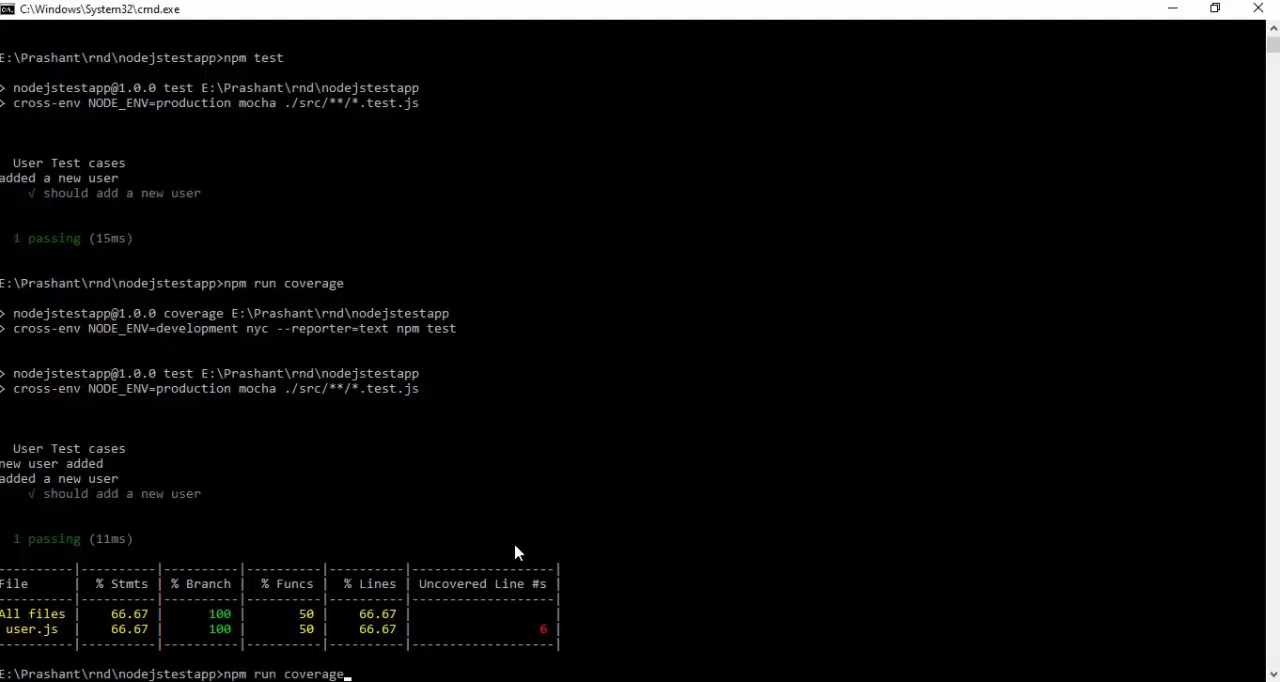 C:\Windows\System32\cmd.exe
E:\Prashant\rnd\nodejstestapp>npm test
> nodejstestapp@1.0.0 test E:\Prashant\rnd\nodejstestapp
> cross-env NODE_ENV=production mocha ./src/**/*.test.js
User Test cases
added a new user
√ should add a new user
1 passing (15ms)
E:\Prashant\rnd\nodejstestapp>npm run coverage
> nodejstestapp@1.0.0 coverage E:\Prashant\rnd\nodejstestapp
> cross-env NODE_ENV=development nyc --reporter=text npm test
> nodejstestapp@1.0.0 test E:\Prashant\rnd\nodejstestapp
> cross-env NODE_ENV=production mocha ./src/**/*.test.js
User Test cases
new user added
added a new user
√ should add a new user
1 passing (11ms)
----------|----------|----------|----------|----------|-------------------|
File | % Stmts | % Branch | % Funcs | % Lines | Uncovered Line #s |
----------|----------|----------|----------|----------|-------------------|
All files | 66.67 | 100 | 50 | 66.67 | |
user.js | 66.67 | 100 | 50 | 66.67 | 6 |
----------|----------|----------|----------|----------|-------------------|
E:\Prashant\rnd\nodejstestapp>npm run coverage